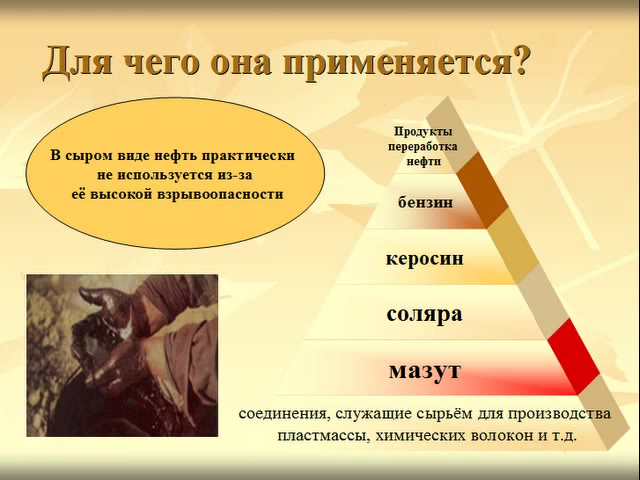 Для чего она применяется?
В сыром виде нефть практически
не используется из-за
её высокой взрывоопасности
Продукты
переработка
нефти
бензин
керосин
соляра
мазут
соединения, служащие сырьём для производства
пластмассы, химических волокон и т.д.